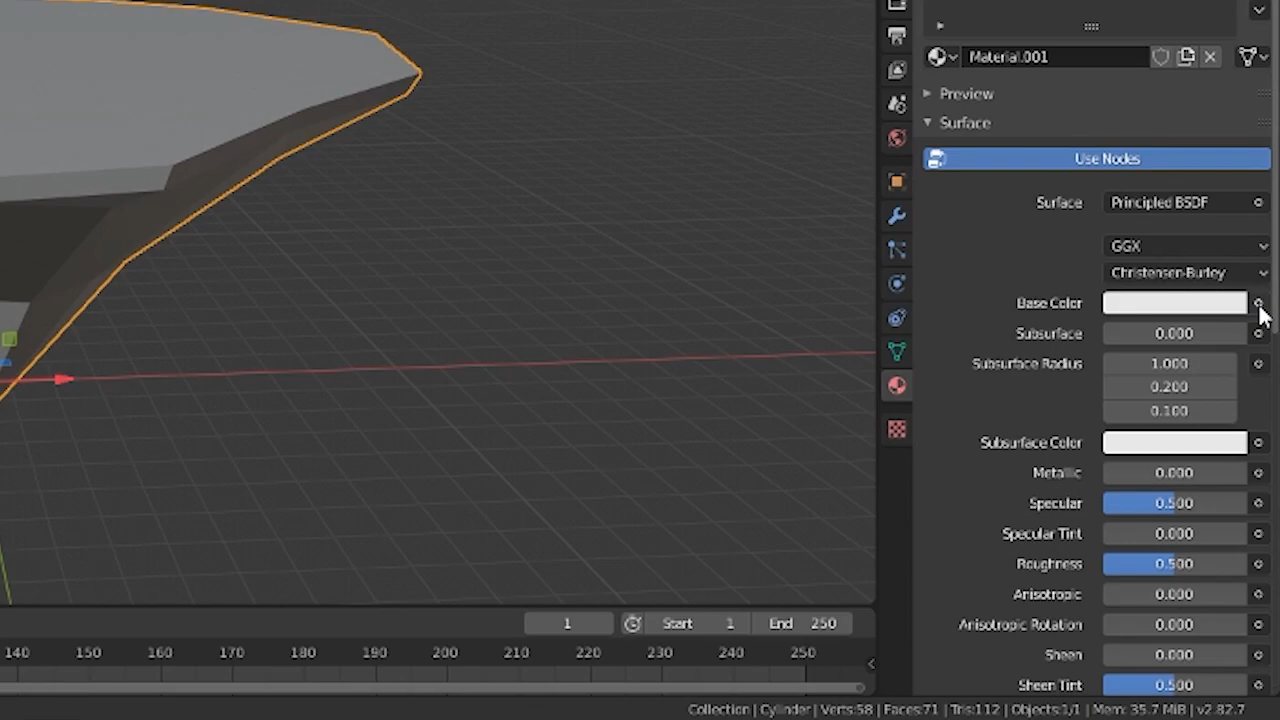 Material.001
Preview
Surface
Use Nodes
Surface Principled BSDF
GGX
Christensen-Burley
Base Color
Subsurface 0.000
Subsurface Radius 1.000
0.200
0.100
Subsurface Color
Metallic 0.000
Specular 0.500
Specular Tint 0.000
Roughness 0.500
Anisotropic 0.000
Anisotropic Rotation 0.000
Sheen 0.000
Sheen Tint 0.500
1 Start 1 End 250
140 150 160 170 180 190 200 210 220 230 240 250
Collection | Cylinder | Verts:58 | Faces:71 | Tris:112 | Objects:1/1 | Mem: 35.7 MiB | v2.82.7